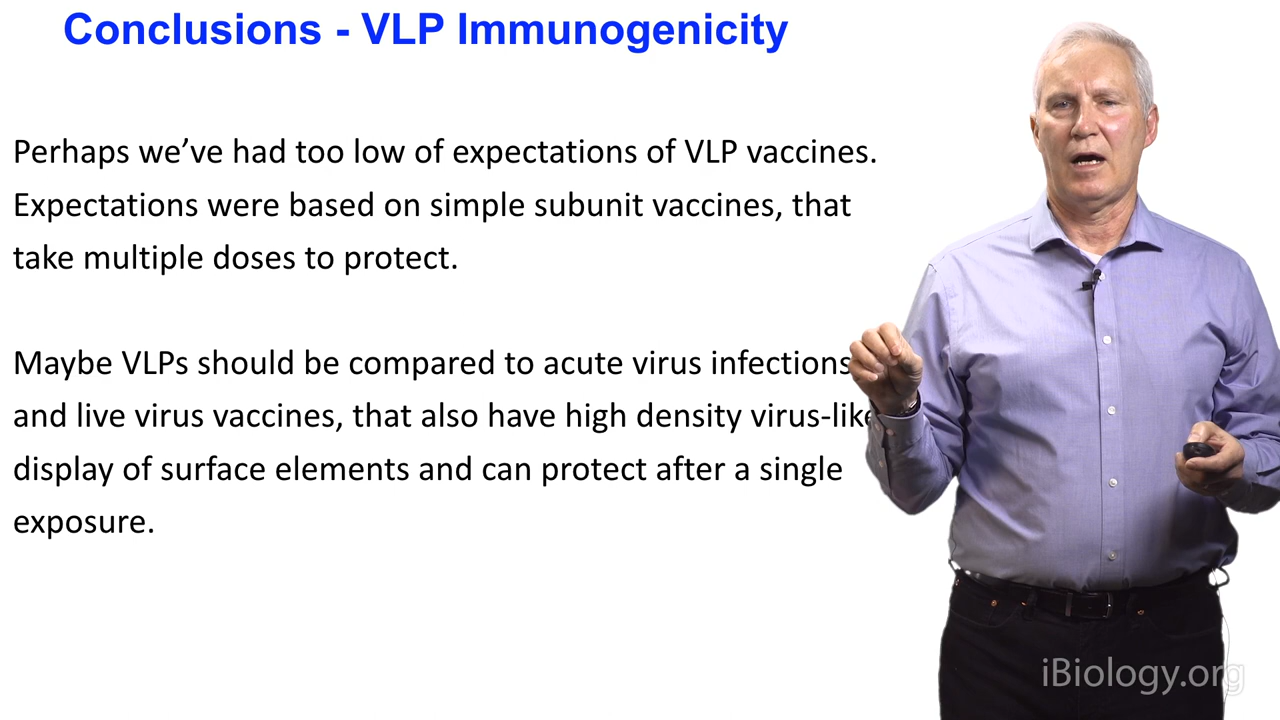 Conclusions - VLP Immunogenicity
Perhaps we’ve had too low of expectations of VLP vaccines.
Expectations were based on simple subunit vaccines, that
take multiple doses to protect.
Maybe VLPs should be compared to acute virus infections
and live virus vaccines, that also have high density virus-like
display of surface elements and can protect after a single
exposure.
iBiology.org